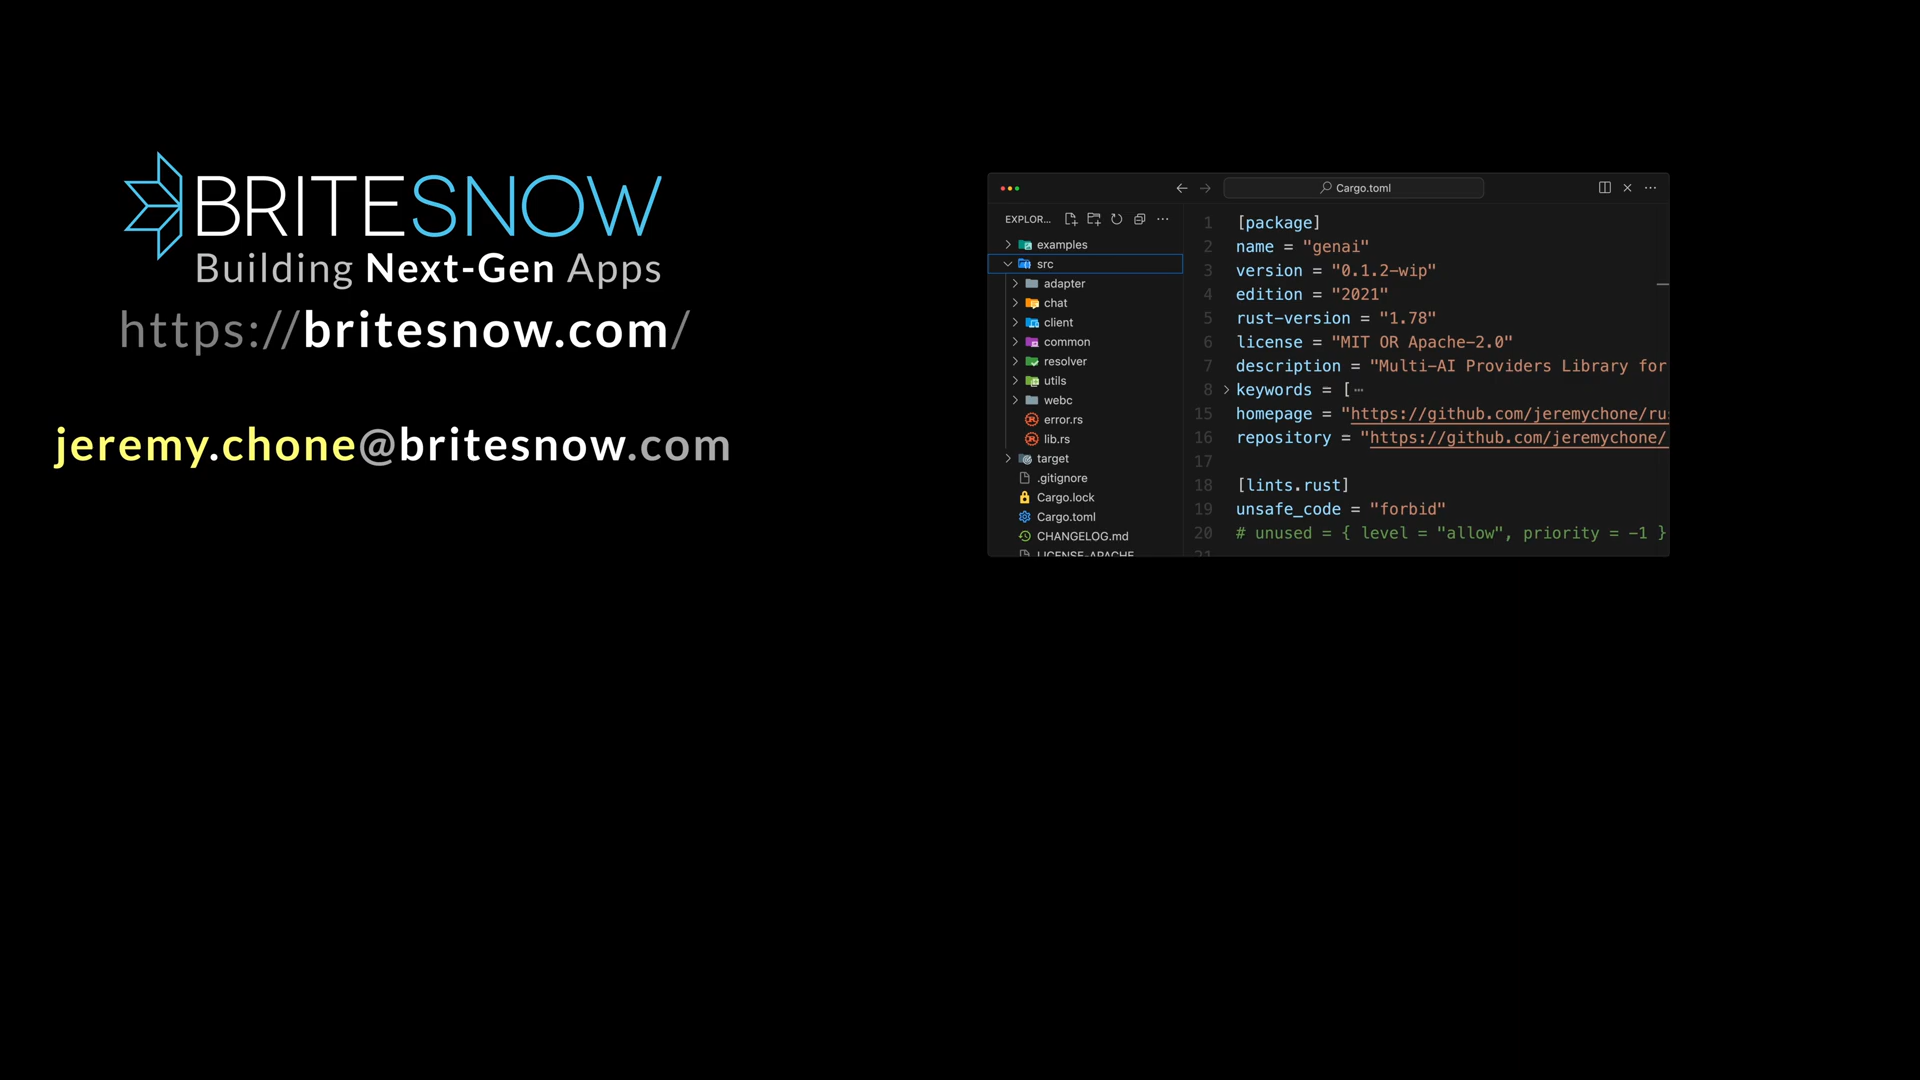 BRITESNOW
Building Next-Gen Apps
https://britesnow.com/
jeremy.chone@britesnow.com
Cargo.toml
EXPLOR...
examples
src
adapter
chat
client
common
resolver
utils
webc
error.rs
lib.rs
target
.gitignore
Cargo.lock
Cargo.toml
CHANGELOG.md
LICENSE-APACHE
1 [package]
2 name = "genai"
3 version = "0.1.2-wip"
4 edition = "2021"
5 rust-version = "1.78"
6 license = "MIT OR Apache-2.0"
7 description = "Multi-AI Providers Library for
8 keywords = [⋯
15 homepage = "https://github.com/jeremychone/ru
16 repository = "https://github.com/jeremychone/
17
18 [lints.rust]
19 unsafe_code = "forbid"
20 # unused = { level = "allow", priority = -1 }
21